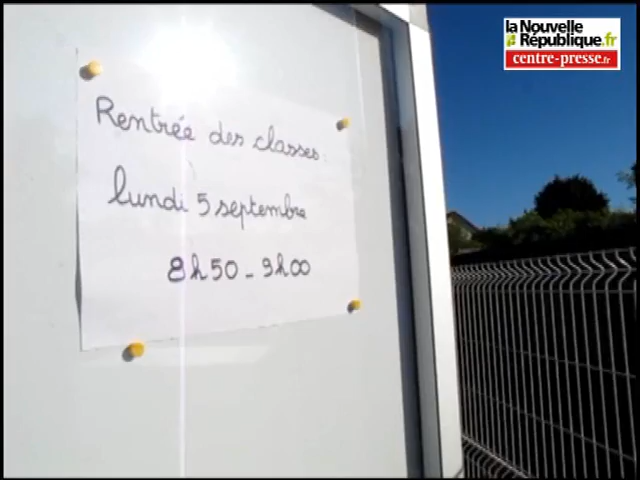 la Nouvelle
République.fr
centre-presse.fr
Rentrée des classes :
lundi 5 septembre
8h50 - 9h00